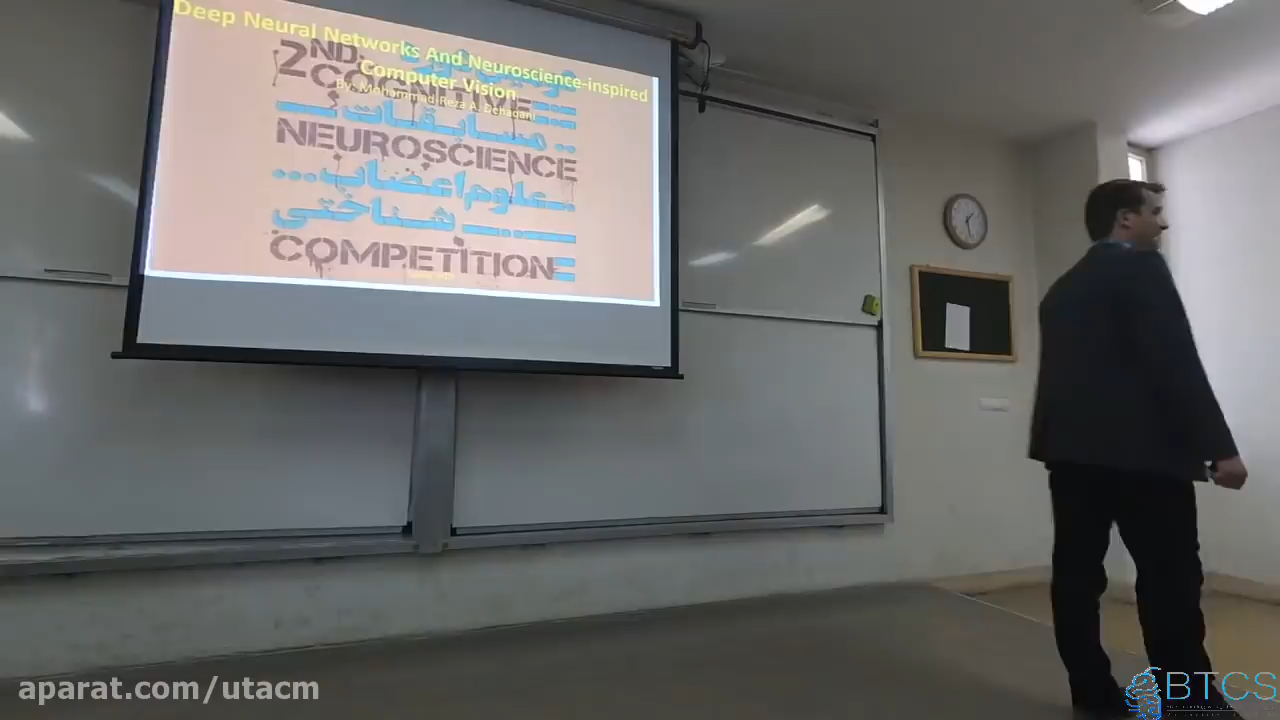 Deep Neural Networks And Neuroscience-inspired
Computer Vision
By: Mohammad-Reza A. Dehaqani
2ND.
COGNITIVE
مسابقات
NEUROSCIENCE
علوم اعصاب
شناختی
COMPETITION
aparat.com/utacm
BTCS